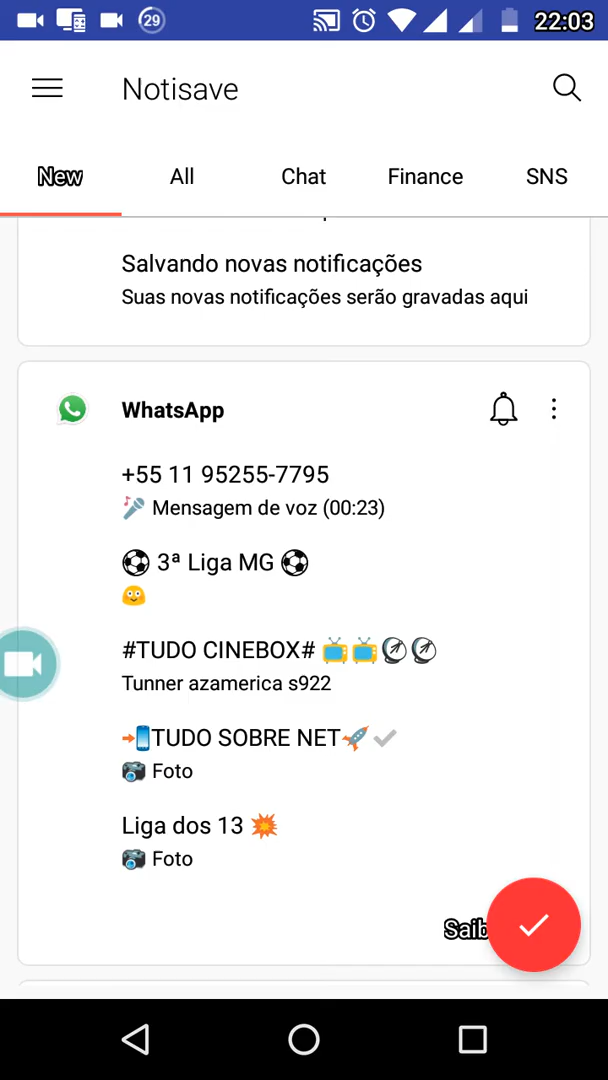 29 22:03
Notisave
New All Chat Finance SNS
Salvando novas notificações
Suas novas notificações serão gravadas aqui
WhatsApp
+55 11 95255-7795
🎤 Mensagem de voz (00:23)
⚽ 3ª Liga MG ⚽
#TUDO CINEBOX# 📺📺📡📡
Tunner azamerica s922
📲TUDO SOBRE NET🚀✔
📷 Foto
Liga dos 13 💥
📷 Foto
Saib